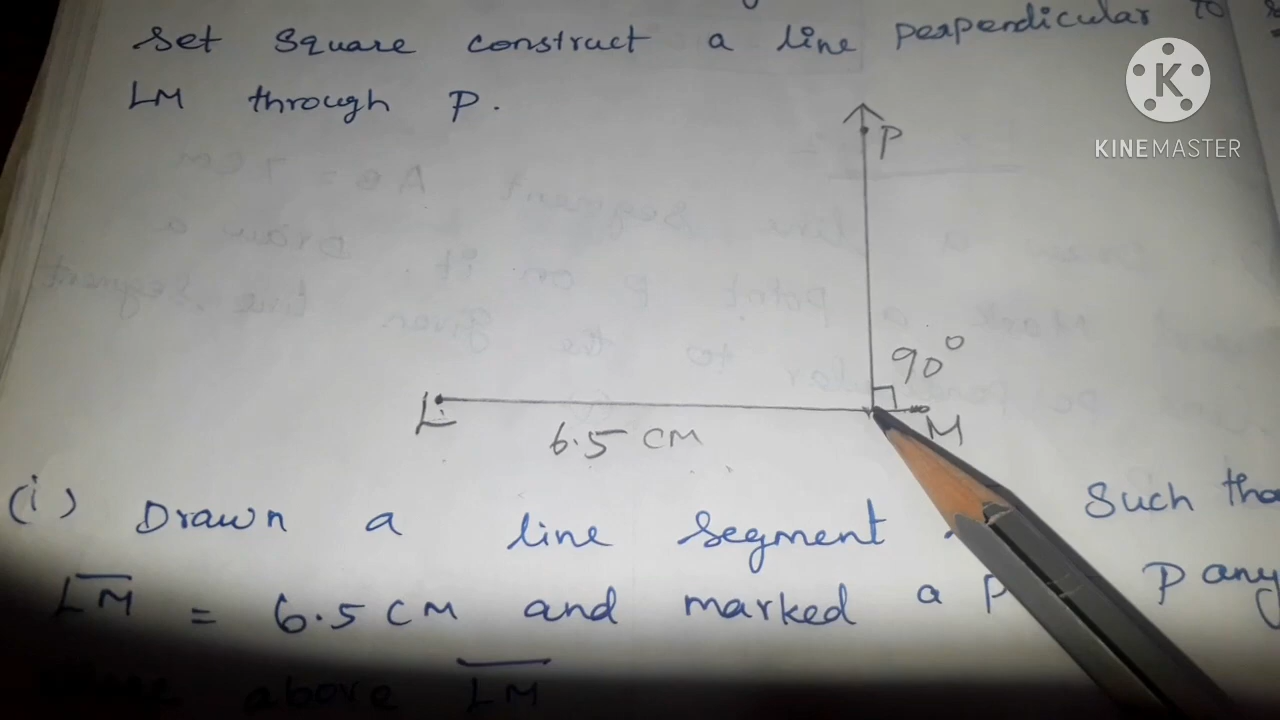 Set Square construct a line perpendicular to
LM through P.
K
KINEMASTER
P
90°
L
M
6.5 CM
(i) Drawn a line segment Such
LM = 6.5 CM and marked a P any
above LM